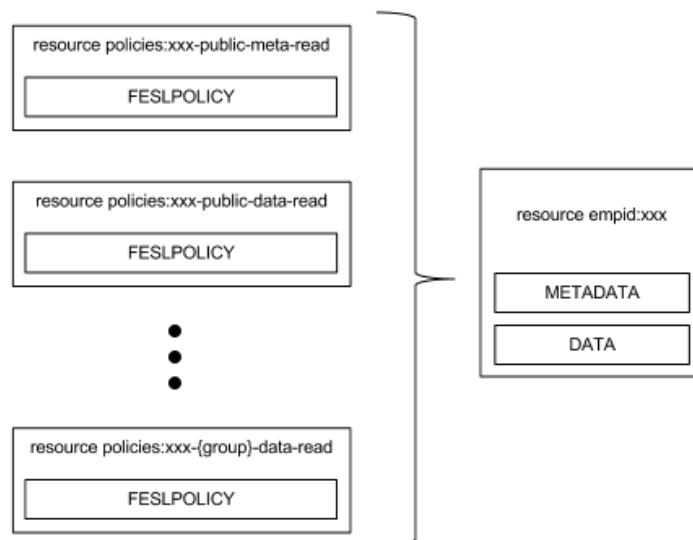 resource policies:xxx-public-meta-read
FESLPOLICY
resource policies:xxx-public-data-read
FESLPOLICY
resource policies:xxx-{group}-data-read
FESLPOLICY
resource empid:xxx
METADATA
DATA